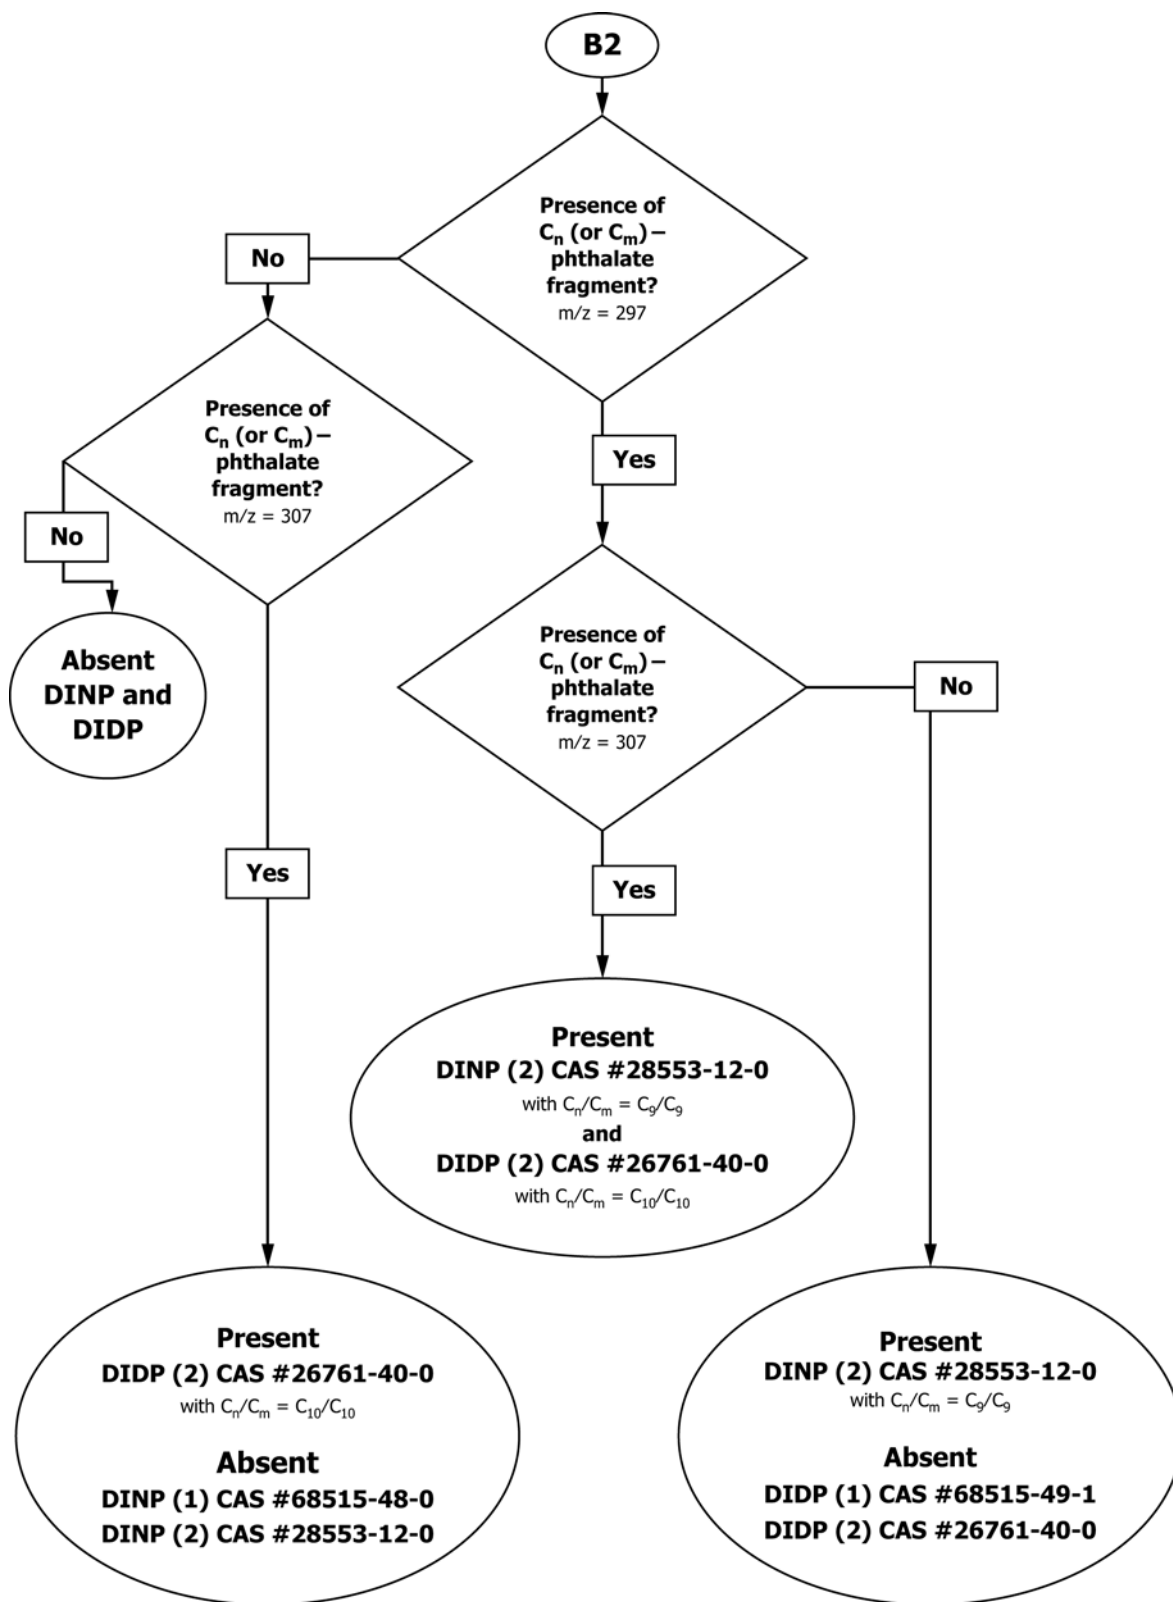 B2
Presence of
Cₙ (or Cₘ) –
phthalate
fragment?
m/z = 297
No
Presence of
Cₙ (or Cₘ) –
phthalate
fragment?
m/z = 307
Yes
No
Absent
DINP and
DIDP
Presence of
Cₙ (or Cₘ) –
phthalate
fragment?
m/z = 307
No
Yes
Yes
Present
DINP (2) CAS #28553-12-0
with Cₙ/Cₘ = C₉/C₉
and
DIDP (2) CAS #26761-40-0
with Cₙ/Cₘ = C₁₀/C₁₀
Present
DIDP (2) CAS #26761-40-0
with Cₙ/Cₘ = C₁₀/C₁₀
Absent
DINP (1) CAS #68515-48-0
DINP (2) CAS #28553-12-0
Present
DINP (2) CAS #28553-12-0
with Cₙ/Cₘ = C₉/C₉
Absent
DIDP (1) CAS #68515-49-1
DIDP (2) CAS #26761-40-0